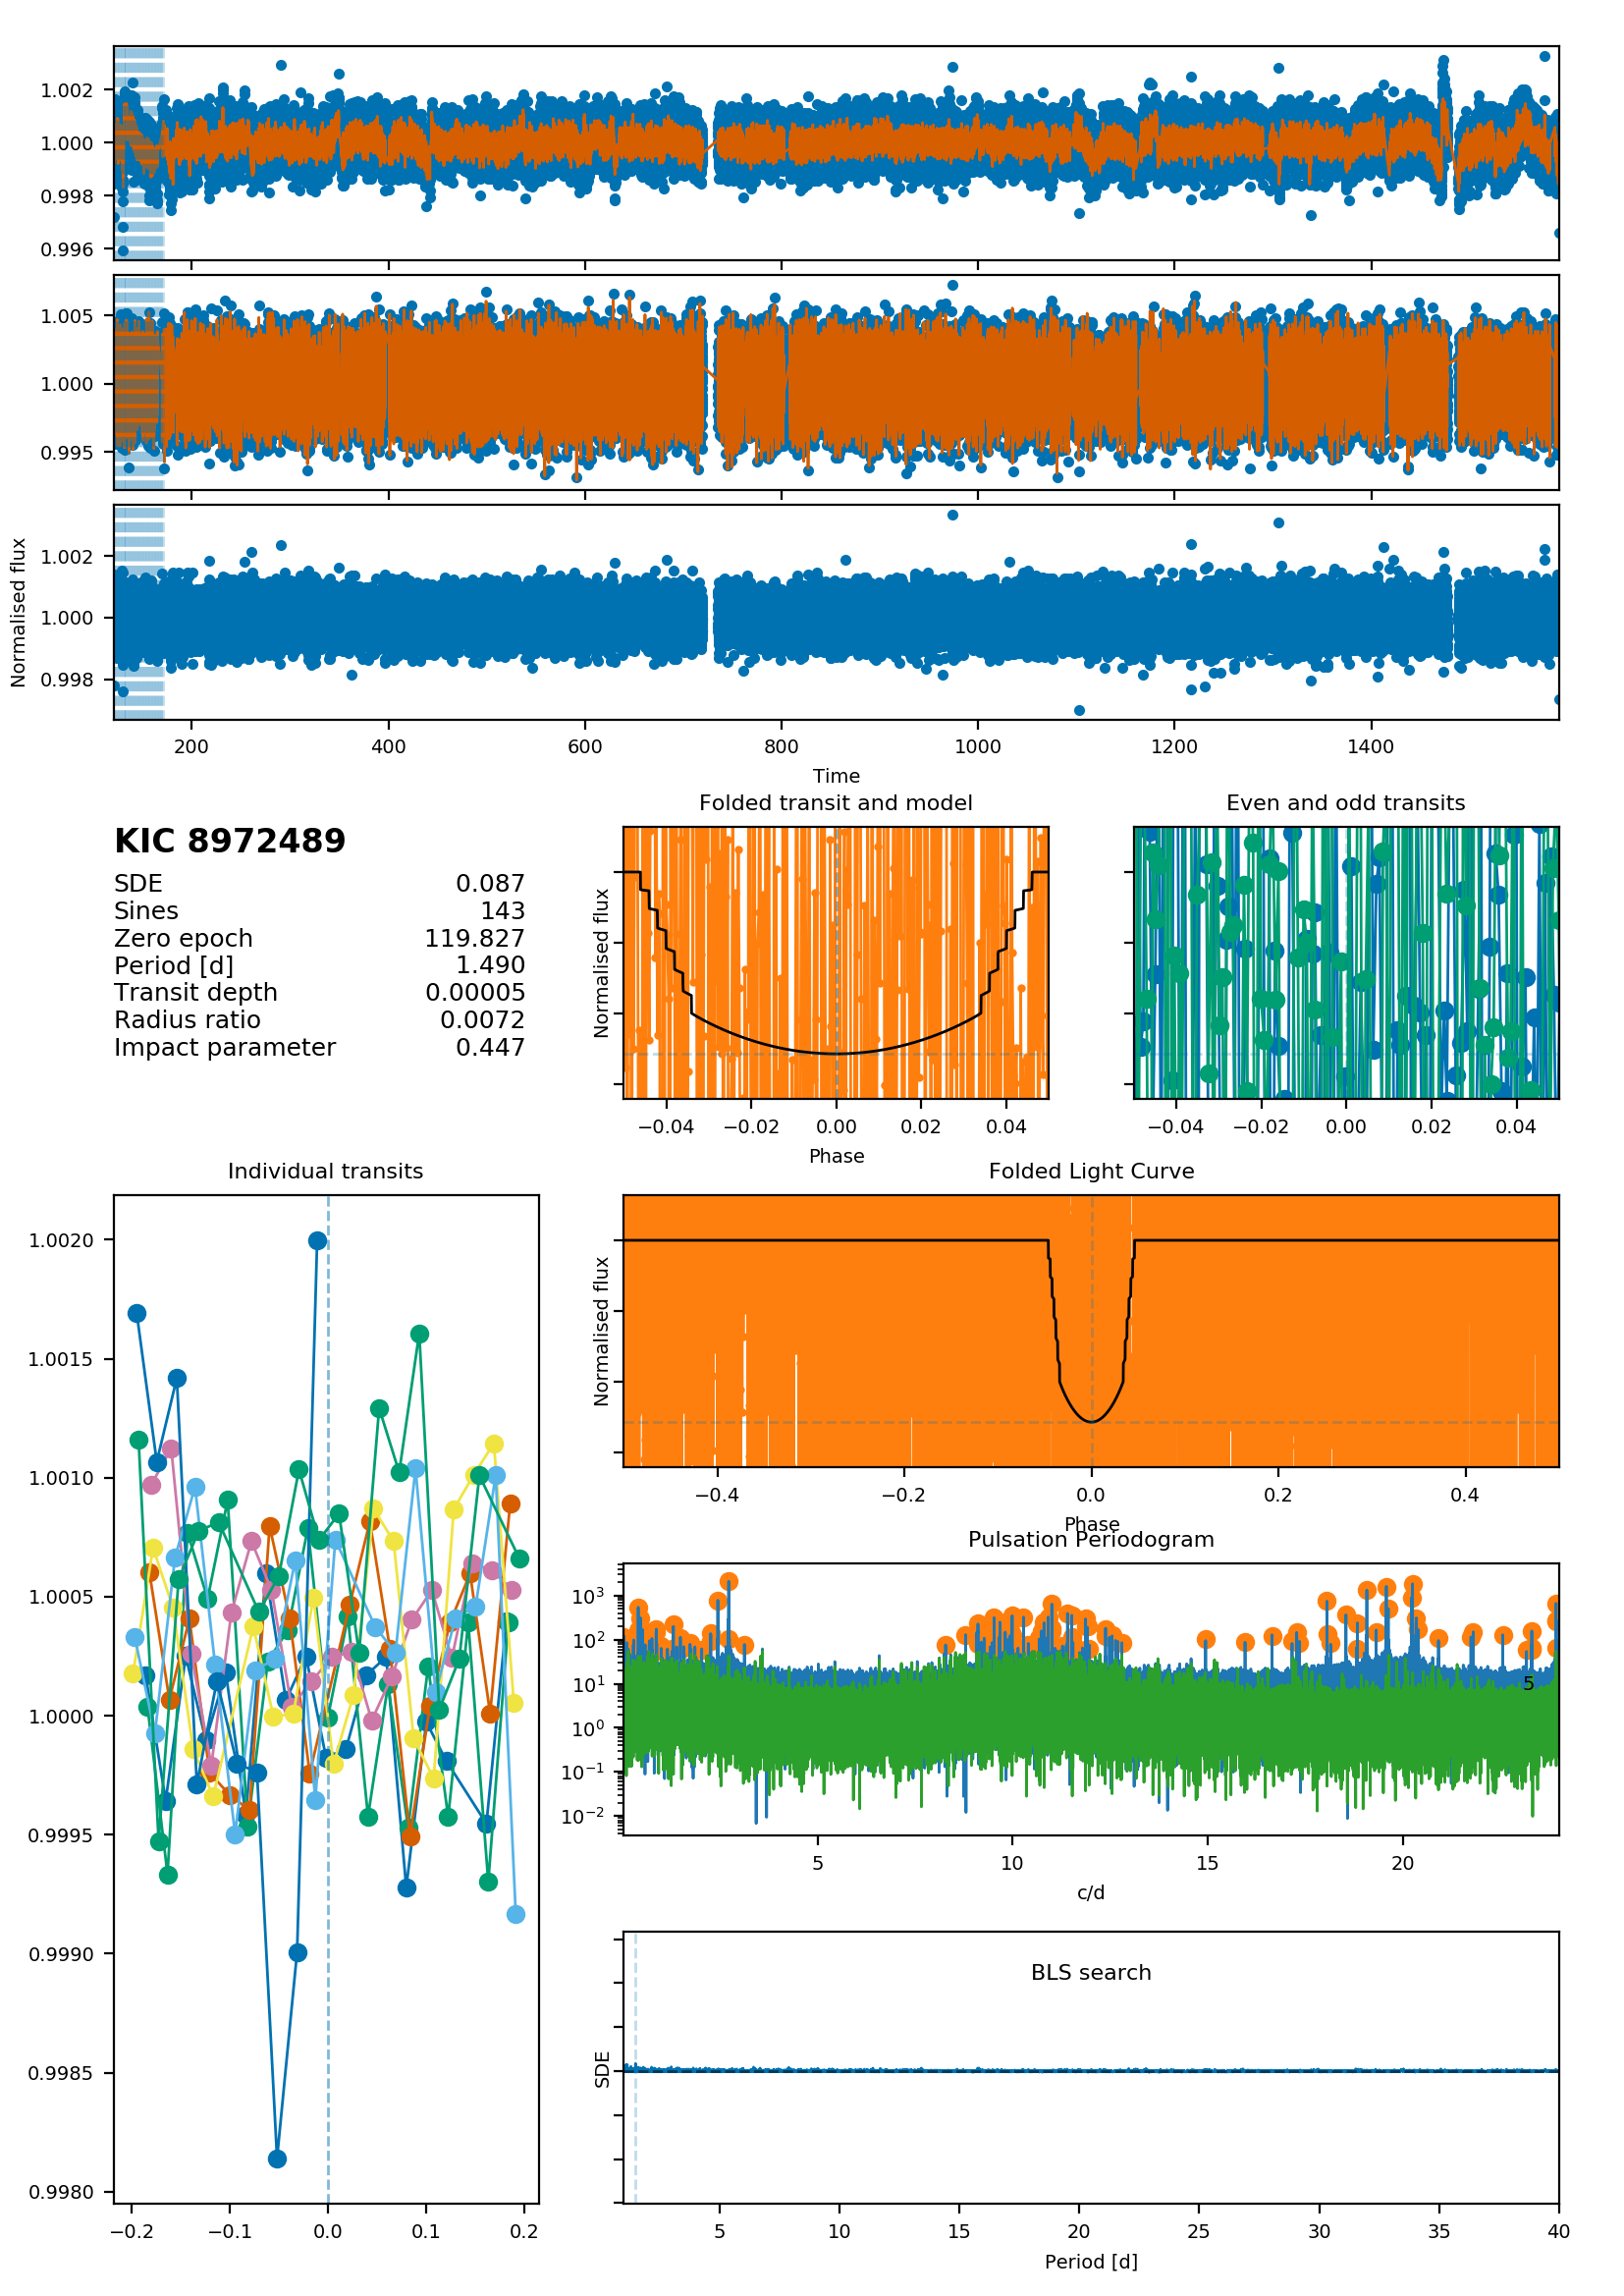 1.002
1.000
0.998
0.996
1.005
1.000
0.995
1.002
1.000
0.998
Normalised flux
200 400 600 800 1000 1200 1400
Time
KIC 8972489
SDE 0.087
Sines 143
Zero epoch 119.827
Period [d] 1.490
Transit depth 0.00005
Radius ratio 0.0072
Impact parameter 0.447
Folded transit and model
Normalised flux
−0.04 −0.02 0.00 0.02 0.04
Phase
Even and odd transits
−0.04 −0.02 0.00 0.02 0.04
Individual transits
1.0020
1.0015
1.0010
1.0005
1.0000
0.9995
0.9990
0.9985
0.9980
−0.2 −0.1 0.0 0.1 0.2
Folded Light Curve
Normalised flux
−0.4 −0.2 0.0 0.2 0.4
Phase
Pulsation Periodogram
10³
10²
10¹
10⁰
10⁻¹
10⁻²
5
5 10 15 20
c/d
BLS search
SDE
5 10 15 20 25 30 35 40
Period [d]